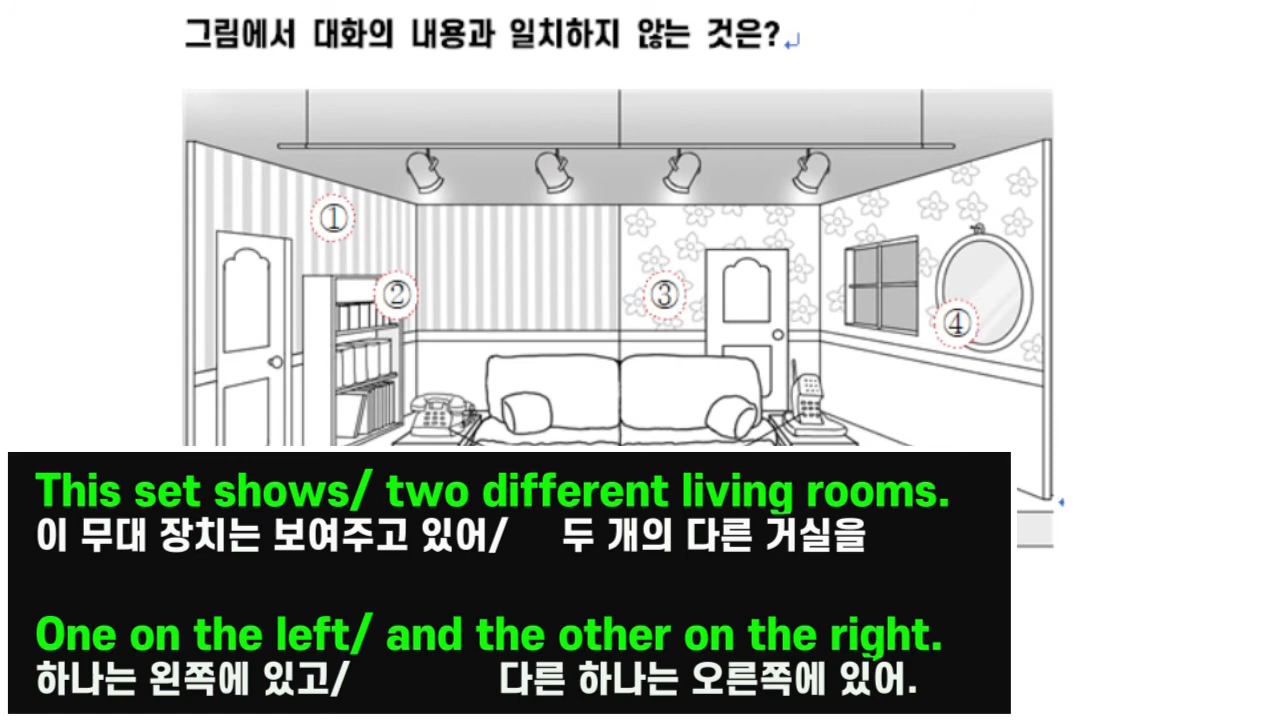 그림에서 대화의 내용과 일치하지 않는 것은?
①
②
③
④
This set shows/ two different living rooms.
이 무대 장치는 보여주고 있어/ 두 개의 다른 거실을
One on the left/ and the other on the right.
하나는 왼쪽에 있고/ 다른 하나는 오른쪽에 있어.